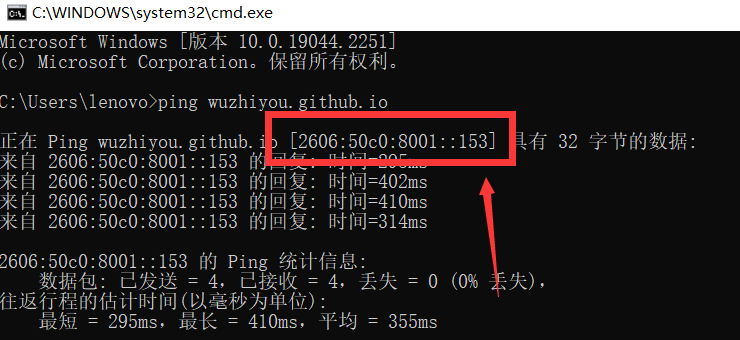 C:\WINDOWS\system32\cmd.exe
Microsoft Windows [版本 10.0.19044.2251]
(c) Microsoft Corporation。保留所有权利。
C:\Users\lenovo>ping wuzhiyou.github.io
正在 Ping wuzhiyou.github.io [2606:50c0:8001::153] 具有 32 字节的数据:
来自 2606:50c0:8001::153 的回复: 时间=295ms
来自 2606:50c0:8001::153 的回复: 时间=402ms
来自 2606:50c0:8001::153 的回复: 时间=410ms
来自 2606:50c0:8001::153 的回复: 时间=314ms
2606:50c0:8001::153 的 Ping 统计信息:
数据包: 已发送 = 4，已接收 = 4，丢失 = 0 (0% 丢失)，
往返行程的估计时间(以毫秒为单位):
最短 = 295ms，最长 = 410ms，平均 = 355ms